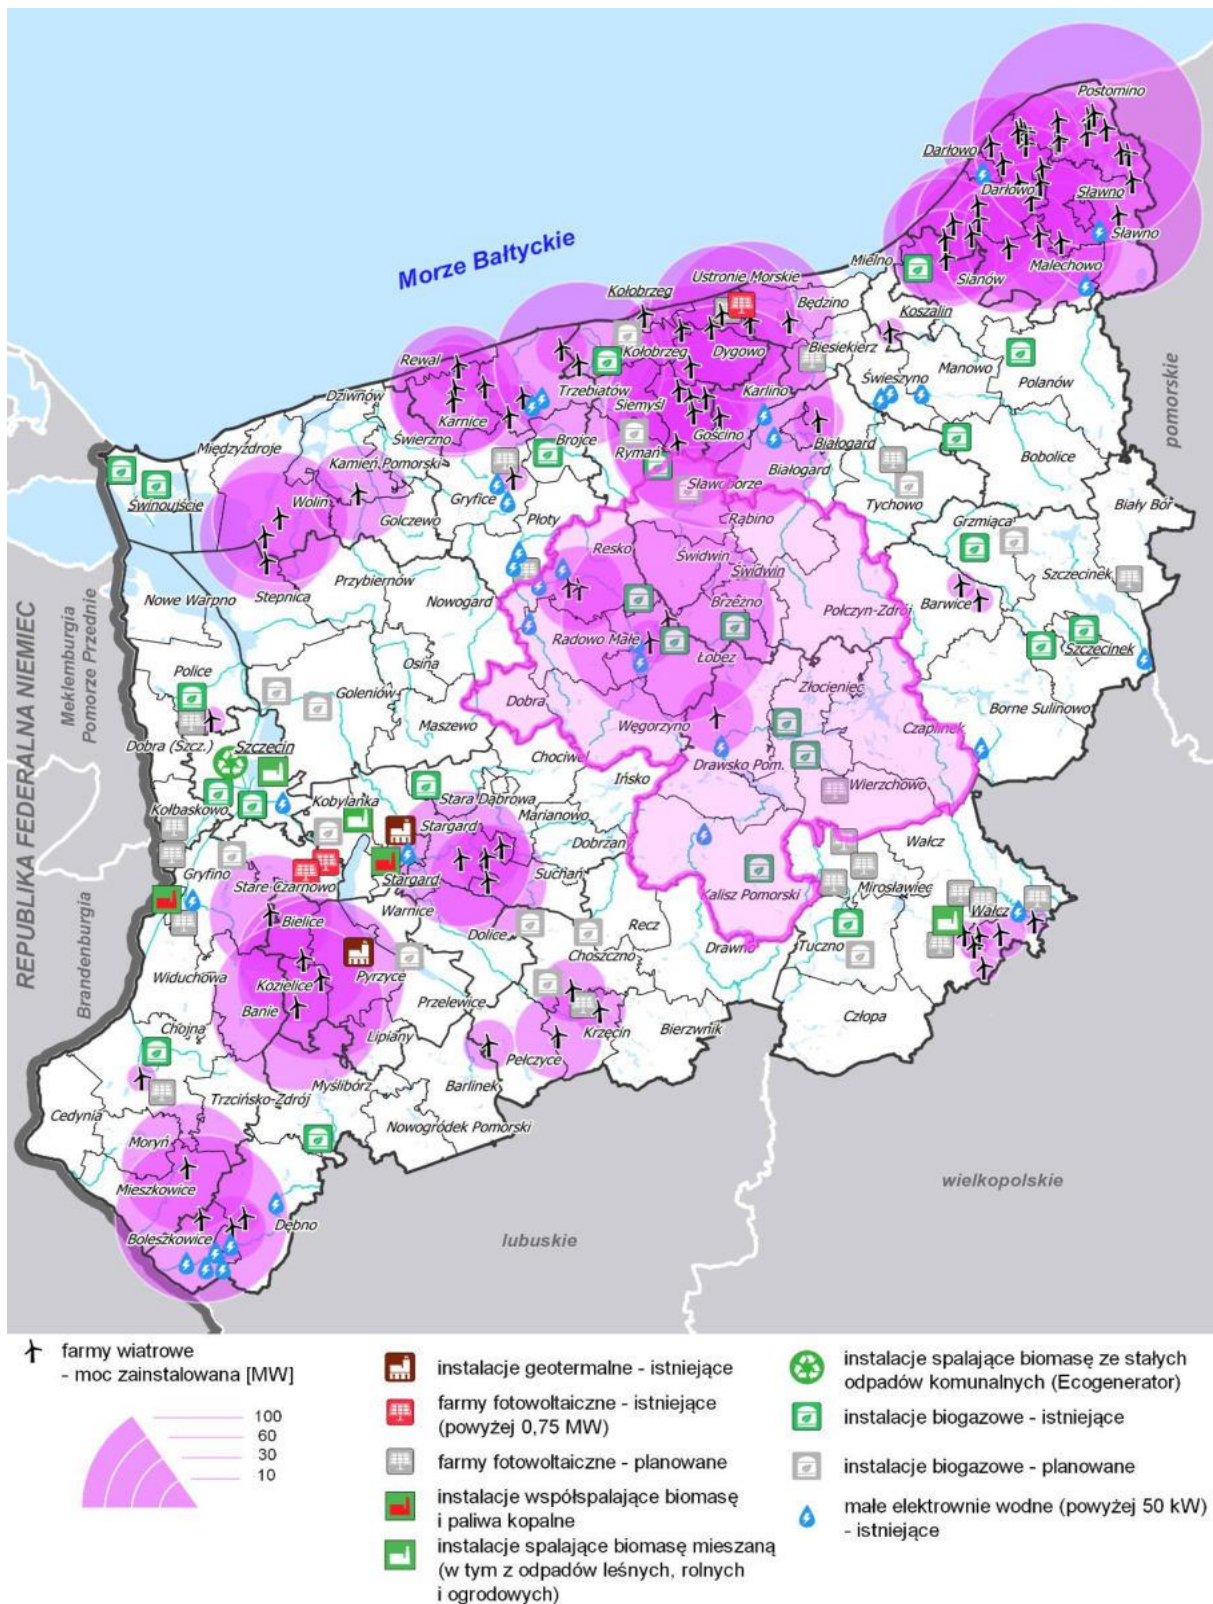 Postomino
Darłowo
Darłowo
Sławno
Sławno
Malechowo
Sianów
Mielno
Morze Bałtyckie
Ustronie Morskie
Kołobrzeg
Będzino
Koszalin
Rewal
Kołobrzeg
Dygowo
Biesiekierz
Manowo
Polanów
Dziwnów
Trzebiatów
Siemyśl
Karlino
Świeszyno
pomorskie
Karnice
Gościno
Świerzno
Brojce
Rymań
Białogard
Międzyzdroje
Kamień Pomorski
Białogard
Bobolice
Sławoborze
Świnoujście
Wolin
Gryfice
Tychowo
Biały Bór
Golczewo
Płoty
Rąbino
Grzmiąca
Resko
Świdwin
Szczecinek
Przybiernów
Świdwin
Stepnica
Nowogard
Barwice
Nowe Warpno
Brzeżno
Połczyn-Zdrój
Radowo Małe
Łobez
Szczecinek
Osina
Police
Goleniów
Złocieniec
Dobra
Borne Sulinowo
Maszewo
Węgorzyno
Czaplinek
REPUBLIKA FEDERALNA NIEMIEC
Meklemburgia
Pomorze Przednie
Dobra (Szcz.)
Szczecin
Chociwel
Drawsko Pom.
Ińsko
Wierzchowo
Kołbaskowo
Kobylanka
Stara Dąbrowa
Marianowo
Stargard
Dobrzany
Wałcz
Gryfino
Suchań
Stare Czarnowo
Stargard
Kalisz Pomorski
Mirosławiec
Brandenburgia
Bielice
Warnice
Wałcz
Dolice
Recz
Drawno
Tuczno
Choszczno
Widuchowa
Kozielice
Pyrzyce
Banie
Przelewice
Człopa
Chojna
Lipiany
Krzęcin
Bierzwnik
Pełczyce
Myślibórz
Barlinek
Trzcińsko-Zdrój
Cedynia
Nowogródek Pomorski
Moryń
Mieszkowice
wielkopolskie
Dębno
Boleszkowice
lubuskie
farmy wiatrowe
- moc zainstalowana [MW]
100
60
30
10
instalacje geotermalne - istniejące
farmy fotowoltaiczne - istniejące
(powyżej 0,75 MW)
farmy fotowoltaiczne - planowane
instalacje współspalające biomasę
i paliwa kopalne
instalacje spalające biomasę mieszaną
(w tym z odpadów leśnych, rolnych
i ogrodowych)
instalacje spalające biomasę ze stałych
odpadów komunalnych (Ecogenerator)
instalacje biogazowe - istniejące
instalacje biogazowe - planowane
małe elektrownie wodne (powyżej 50 kW)
- istniejące